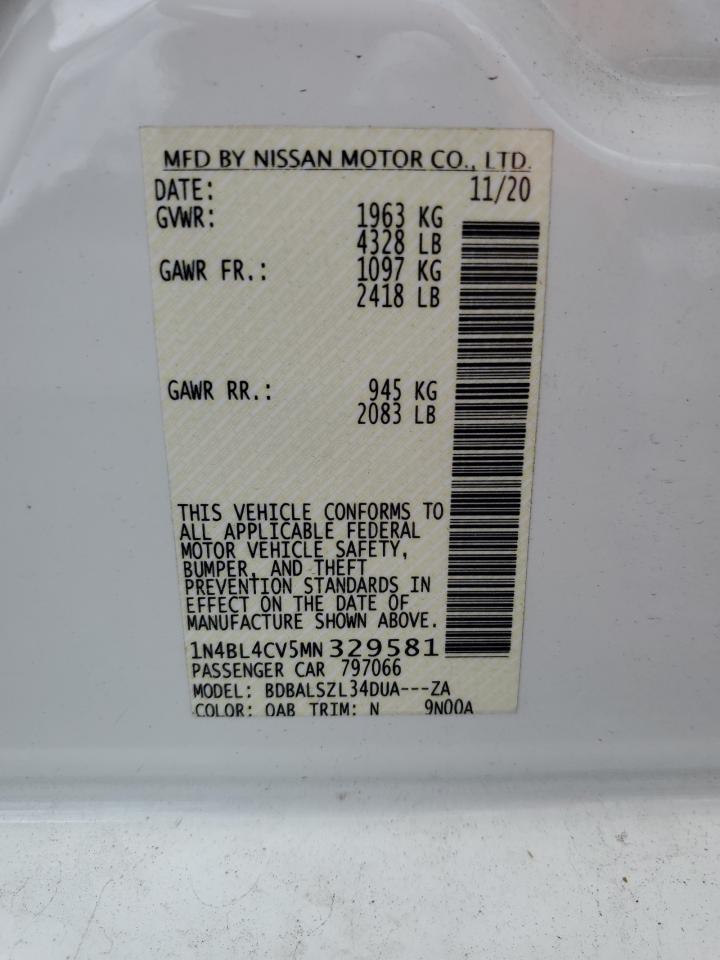 MFD BY NISSAN MOTOR CO., LTD.
DATE: 11/20
GVWR: 1963 KG
4328 LB
GAWR FR.: 1097 KG
2418 LB
GAWR RR.: 945 KG
2083 LB
THIS VEHICLE CONFORMS TO
ALL APPLICABLE FEDERAL
MOTOR VEHICLE SAFETY,
BUMPER, AND THEFT
PREVENTION STANDARDS IN
EFFECT ON THE DATE OF
MANUFACTURE SHOWN ABOVE.
1N4BL4CV5MN329581
PASSENGER CAR 797066
MODEL: BDBALSZL34DUA---ZA
COLOR: QAB TRIM: N 9N00A